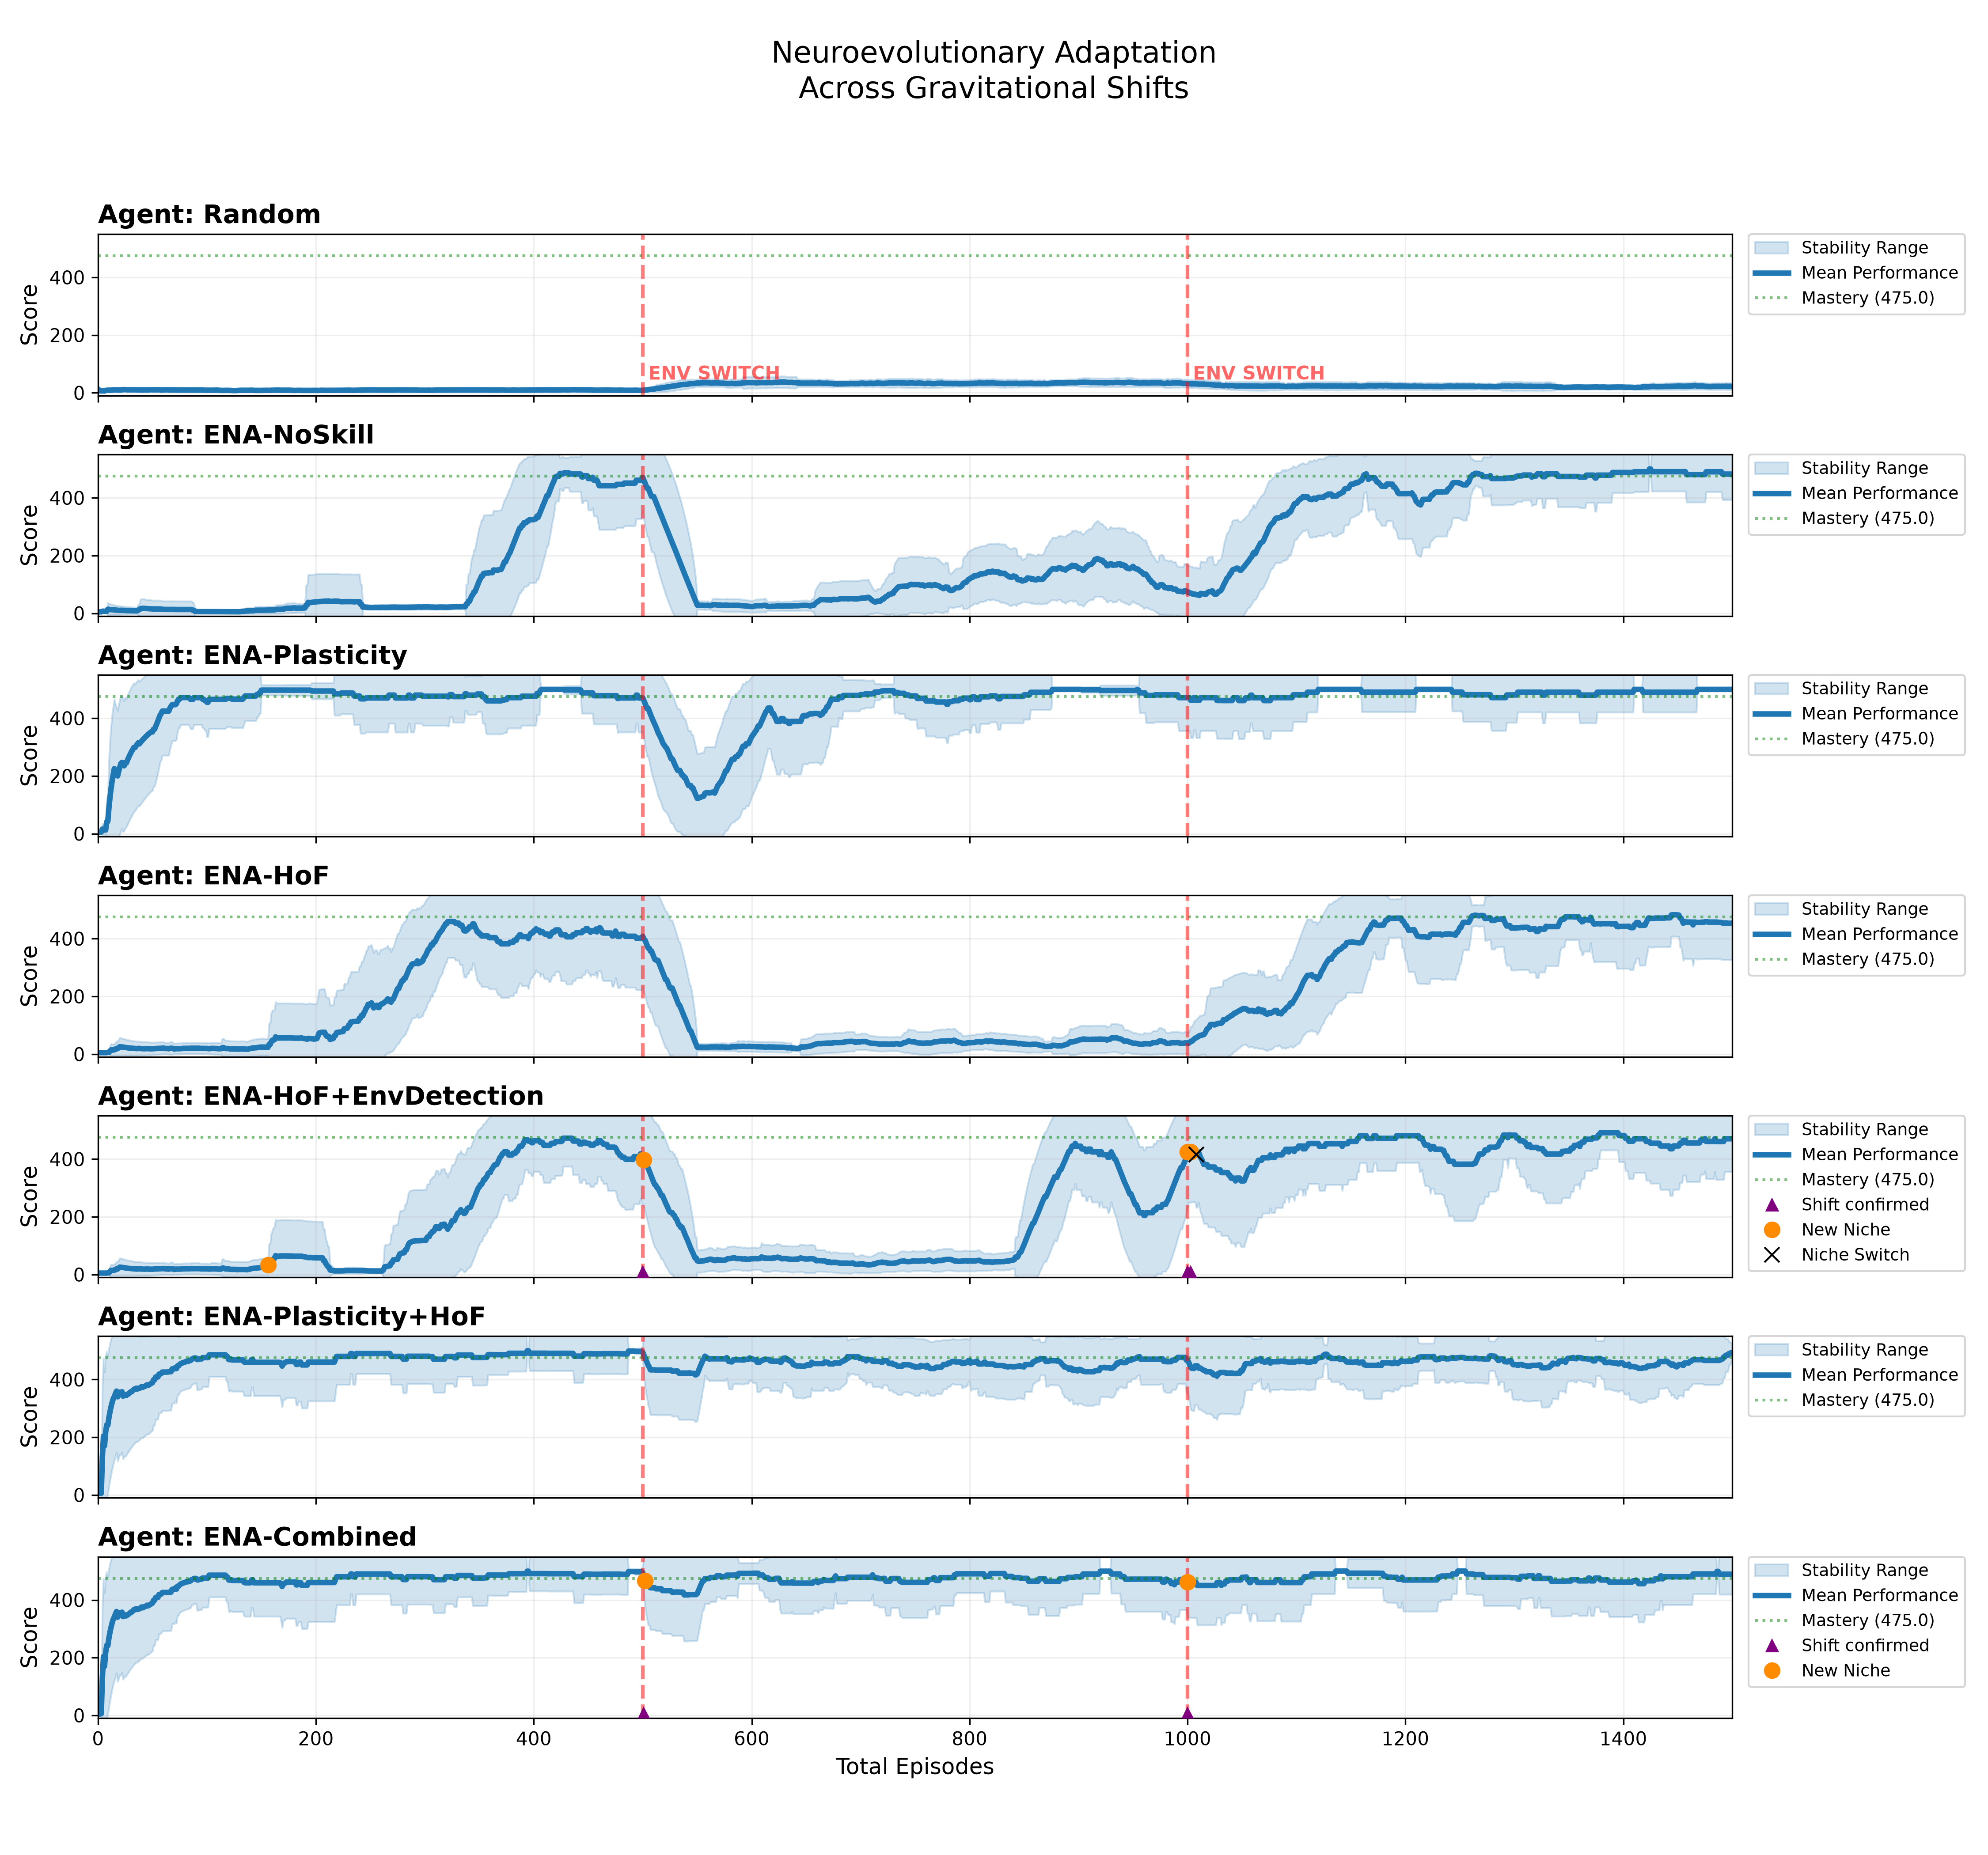 Neuroevolutionary Adaptation
Across Gravitational Shifts
Agent: Random
Score
400
200
0
ENV SWITCH
ENV SWITCH
Stability Range
Mean Performance
Mastery (475.0)
Agent: ENA-NoSkill
Score
400
200
0
Stability Range
Mean Performance
Mastery (475.0)
Agent: ENA-Plasticity
Score
400
200
0
Stability Range
Mean Performance
Mastery (475.0)
Agent: ENA-HoF
Score
400
200
0
Stability Range
Mean Performance
Mastery (475.0)
Agent: ENA-HoF+EnvDetection
Score
400
200
0
Stability Range
Mean Performance
Mastery (475.0)
Shift confirmed
New Niche
Niche Switch
Agent: ENA-Plasticity+HoF
Score
400
200
0
Stability Range
Mean Performance
Mastery (475.0)
Agent: ENA-Combined
Score
400
200
0
Stability Range
Mean Performance
Mastery (475.0)
Shift confirmed
New Niche
0 200 400 600 800 1000 1200 1400
Total Episodes